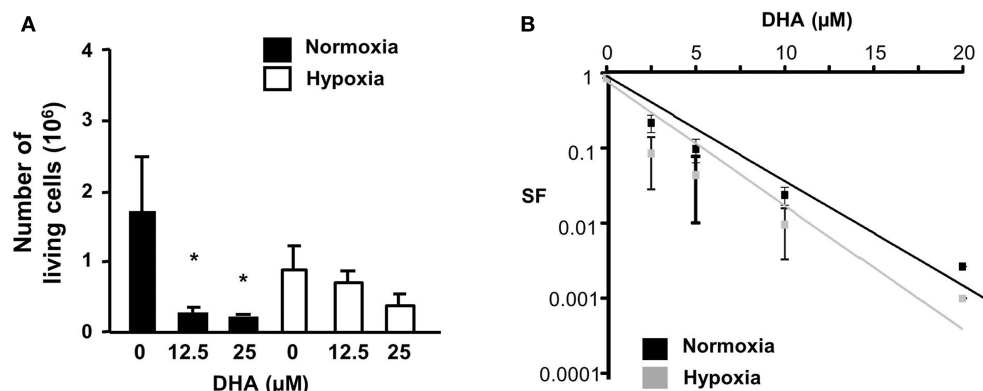 A
Number of
living cells (10⁶)
4
3
2
1
0
Normoxia
Hypoxia
*
*
0 12.5 25 0 12.5 25
DHA (µM)
B
DHA (µM)
0 5 10 15 20
SF
1
0.1
0.01
0.001
0.0001
Normoxia
Hypoxia